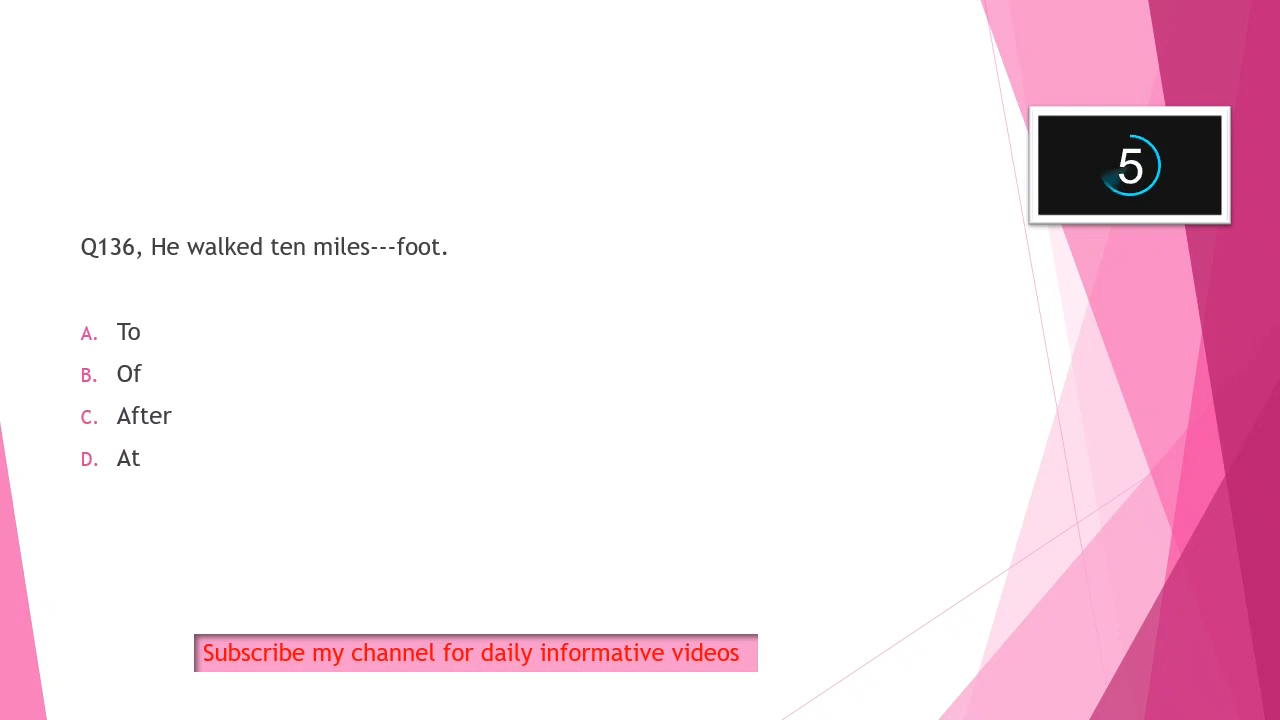 5
Q136, He walked ten miles---foot.
A. To
B. Of
C. After
D. At
Subscribe my channel for daily informative videos